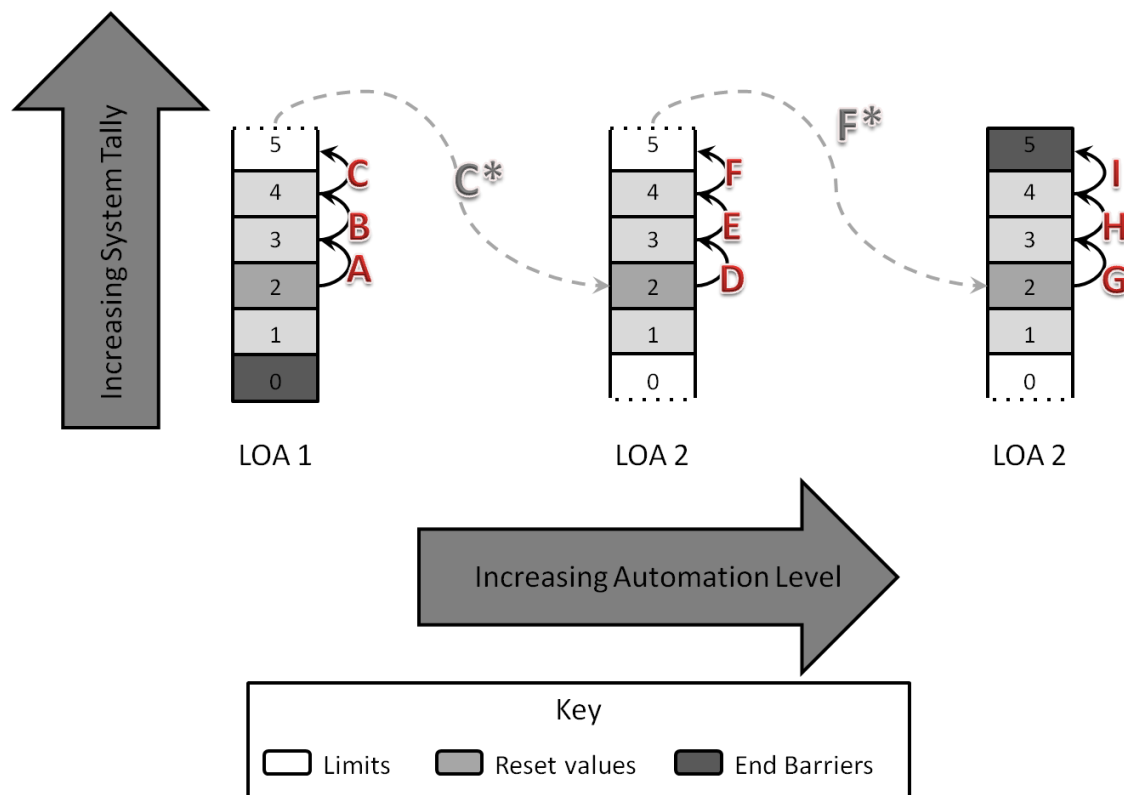 Increasing System Tally
5
4
3
2
1
0
C
B
A
LOA 1
C*
5
4
3
2
1
0
F
E
D
LOA 2
F*
5
4
3
2
1
0
I
H
G
LOA 2
Increasing Automation Level
Key
Limits
Reset values
End Barriers